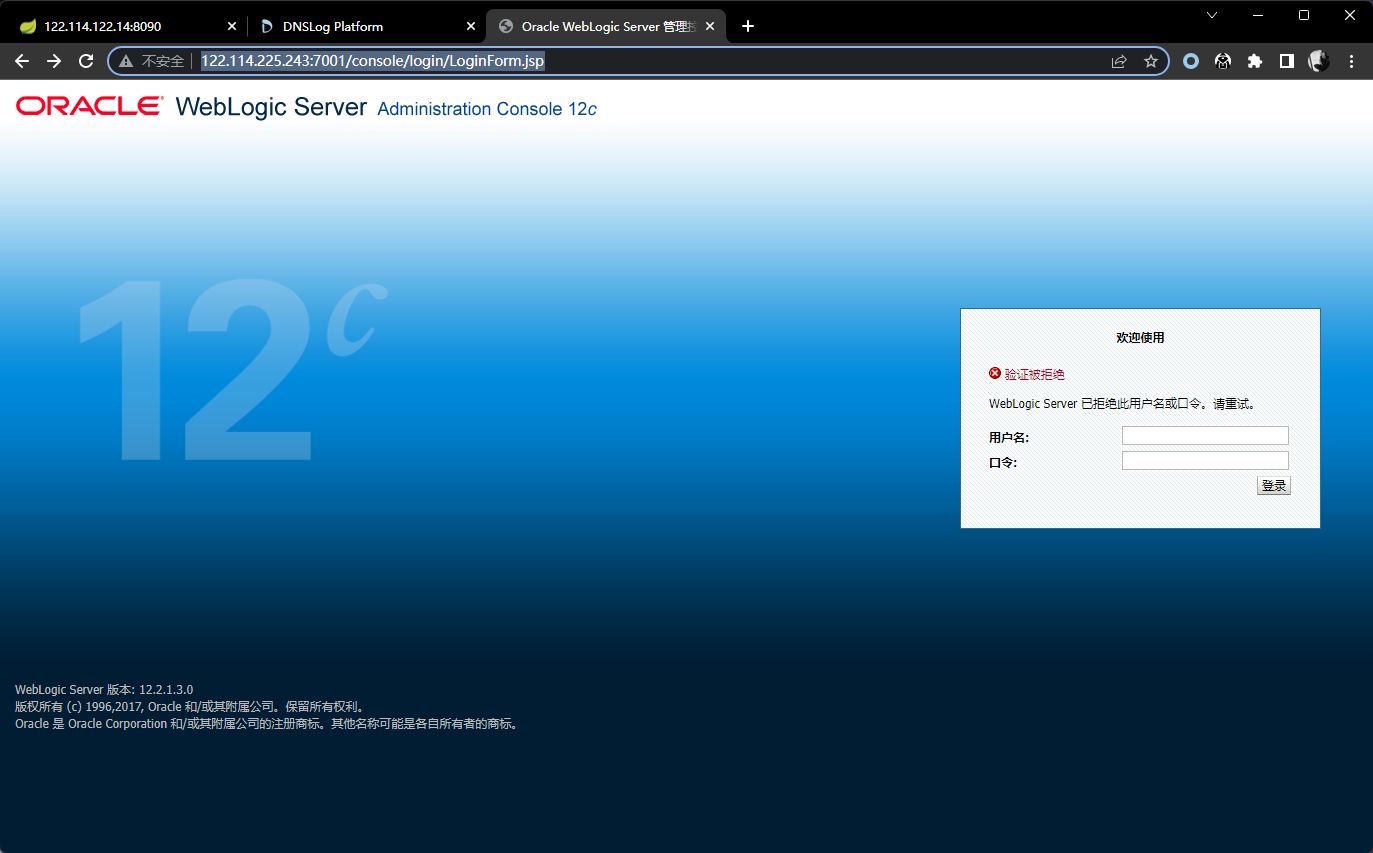 122.114.122.14:8090
DNSLog Platform
Oracle WebLogic Server 管理
不安全 122.114.225.243:7001/console/login/LoginForm.jsp
ORACLE WebLogic Server Administration Console 12c
12c
欢迎使用
验证被拒绝
WebLogic Server 已拒绝此用户名或口令。请重试。
用户名:
口令:
登录
WebLogic Server 版本: 12.2.1.3.0
版权所有 (c) 1996,2017, Oracle 和/或其附属公司。保留所有权利。
Oracle 是 Oracle Corporation 和/或其附属公司的注册商标。其他名称可能是各自所有者的商标。